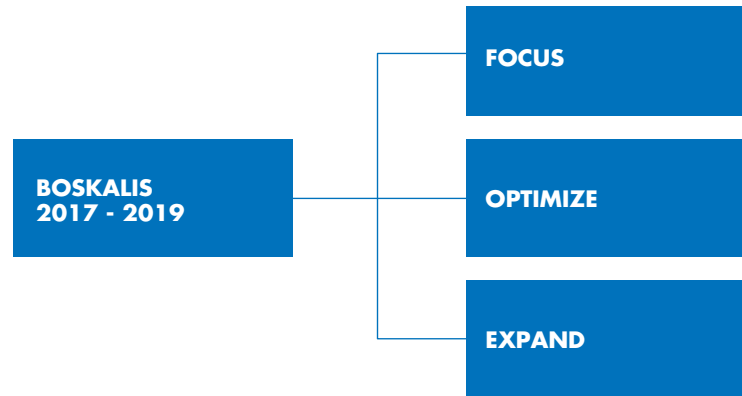 BOSKALIS
2017 - 2019
FOCUS
OPTIMIZE
EXPAND